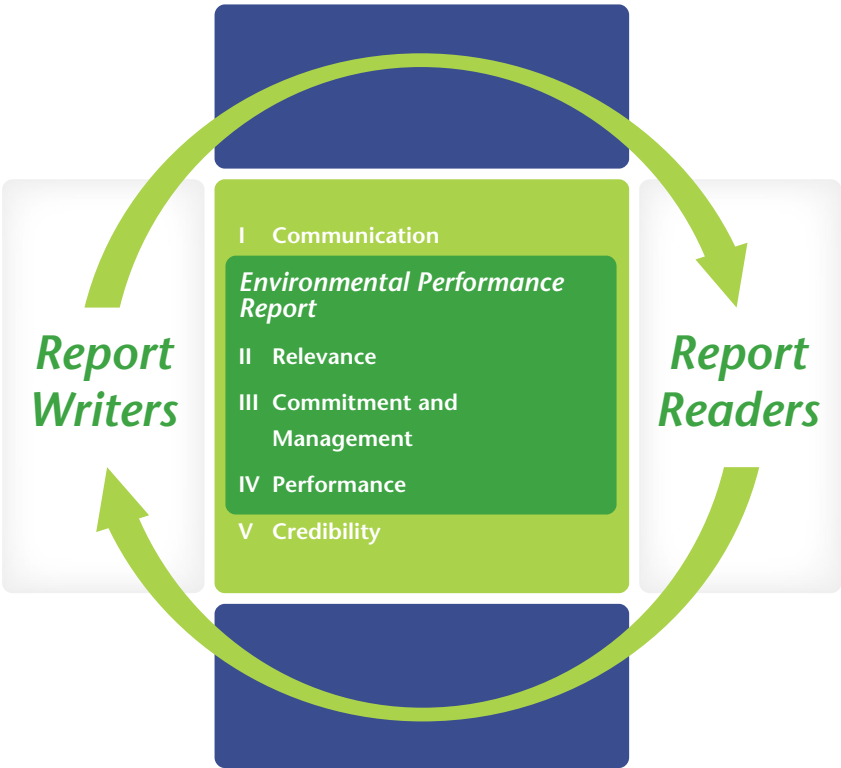 I Communication
Environmental Performance
Report
II Relevance
III Commitment and
Management
IV Performance
V Credibility
Report
Writers
Report
Readers